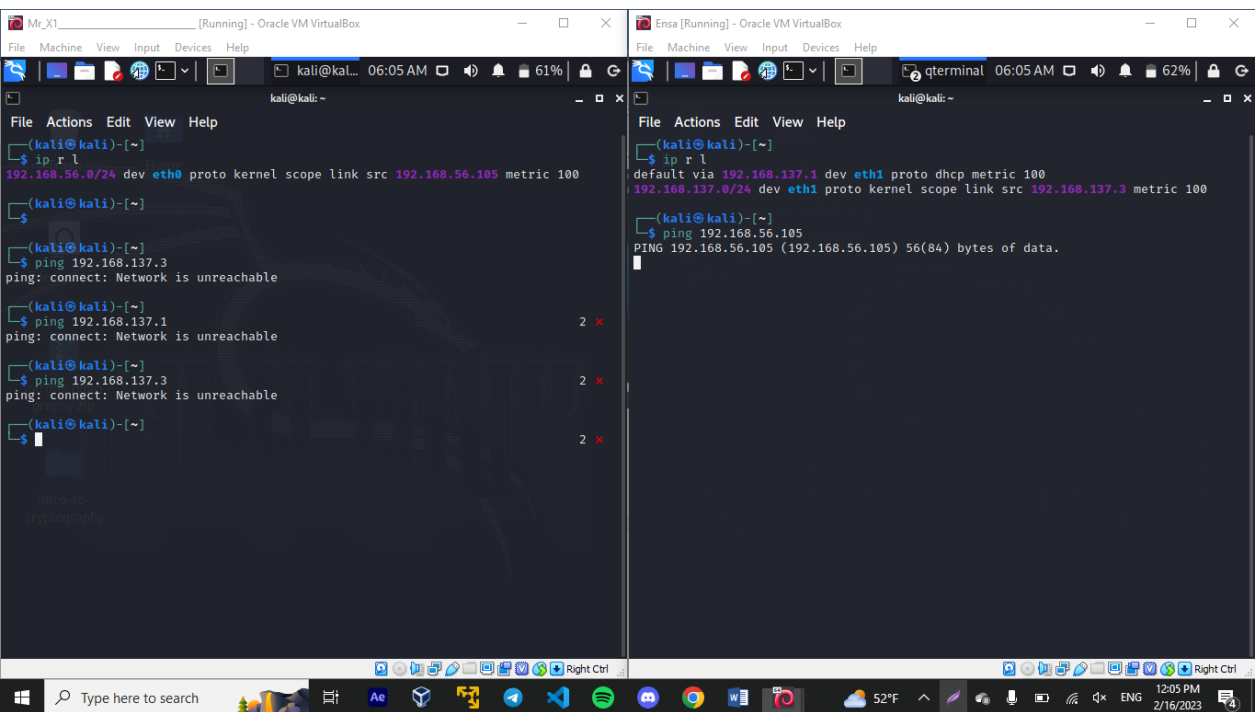 Mr_X1____________________ [Running] - Oracle VM VirtualBox
File Machine View Input Devices Help
kali@kal... 06:05 AM 61%
kali@kali: ~
File Actions Edit View Help
┌──(kali㉿kali)-[~]
└─$ ip r l
192.168.56.0/24 dev eth0 proto kernel scope link src 192.168.56.105 metric 100
┌──(kali㉿kali)-[~]
└─$
┌──(kali㉿kali)-[~]
└─$ ping 192.168.137.3
ping: connect: Network is unreachable
┌──(kali㉿kali)-[~]
└─$ ping 192.168.137.1 2 ⨯
ping: connect: Network is unreachable
┌──(kali㉿kali)-[~]
└─$ ping 192.168.137.3 2 ⨯
ping: connect: Network is unreachable
┌──(kali㉿kali)-[~]
└─$ 2 ⨯
Home
intro-to-
cryptography
Right Ctrl
Ensa [Running] - Oracle VM VirtualBox
File Machine View Input Devices Help
qterminal 06:05 AM 62%
kali@kali: ~
File Actions Edit View Help
┌──(kali㉿kali)-[~]
└─$ ip r l
default via 192.168.137.1 dev eth1 proto dhcp metric 100
192.168.137.0/24 dev eth1 proto kernel scope link src 192.168.137.3 metric 100
┌──(kali㉿kali)-[~]
└─$ ping 192.168.56.105
PING 192.168.56.105 (192.168.56.105) 56(84) bytes of data.
Right Ctrl
Type here to search
Ae
52°F
ENG
12:05 PM
2/16/2023
4